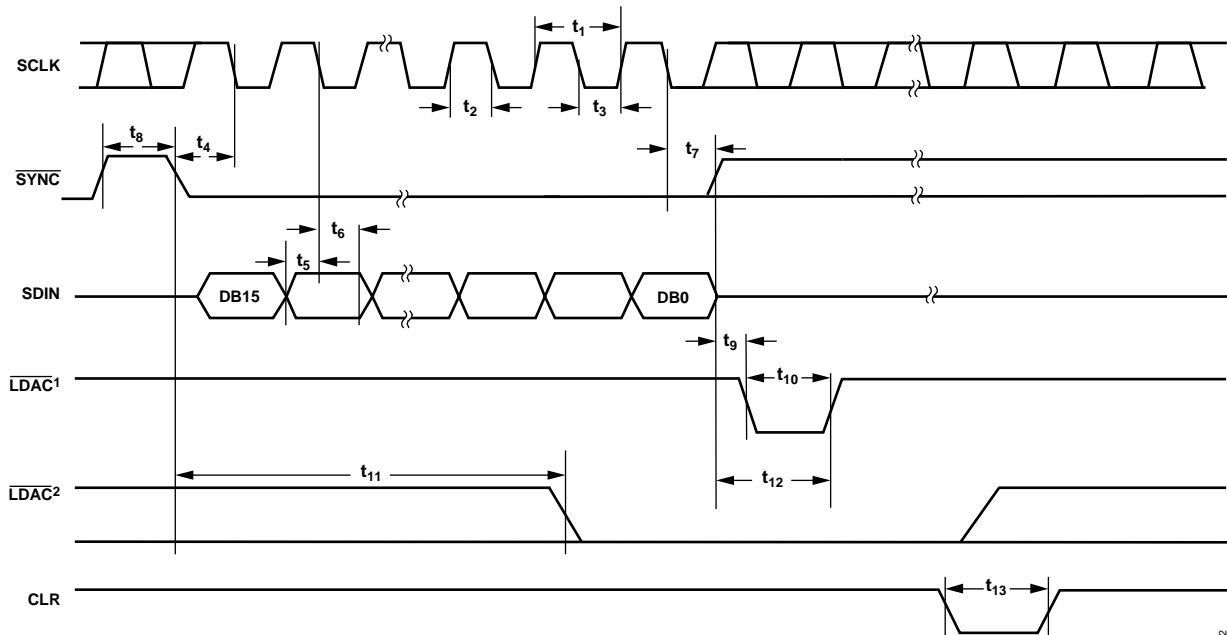 t1
SCLK
t2
t3
t8
t4
t7
SYNC
t6
t5
SDIN
DB15
DB0
t9
LDAC1
t10
t11
LDAC2
t12
CLR
t13
2